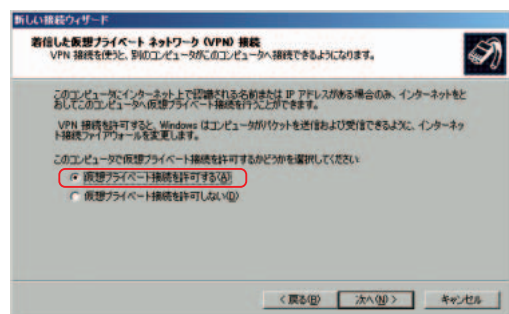 新しい接続ウィザード
着信した仮想プライベート ネットワーク (VPN) 接続
VPN 接続を使うと、別のコンピュータがこのコンピュータへ接続できるようになります。
このコンピュータにインターネット上で認識される名前または IP アドレスがある場合のみ、インターネットをと
おしてこのコンピュータへ仮想プライベート接続を行うことができます。
VPN 接続を許可すると、Windows はコンピュータがパケットを送信および受信できるように、インターネッ
ト接続ファイアウォールを変更します。
このコンピュータで仮想プライベート接続を許可するかどうかを選択してください:
仮想プライベート接続を許可する(A)
仮想プライベート接続を許可しない(D)
< 戻る(B)
次へ(N) >
キャンセル